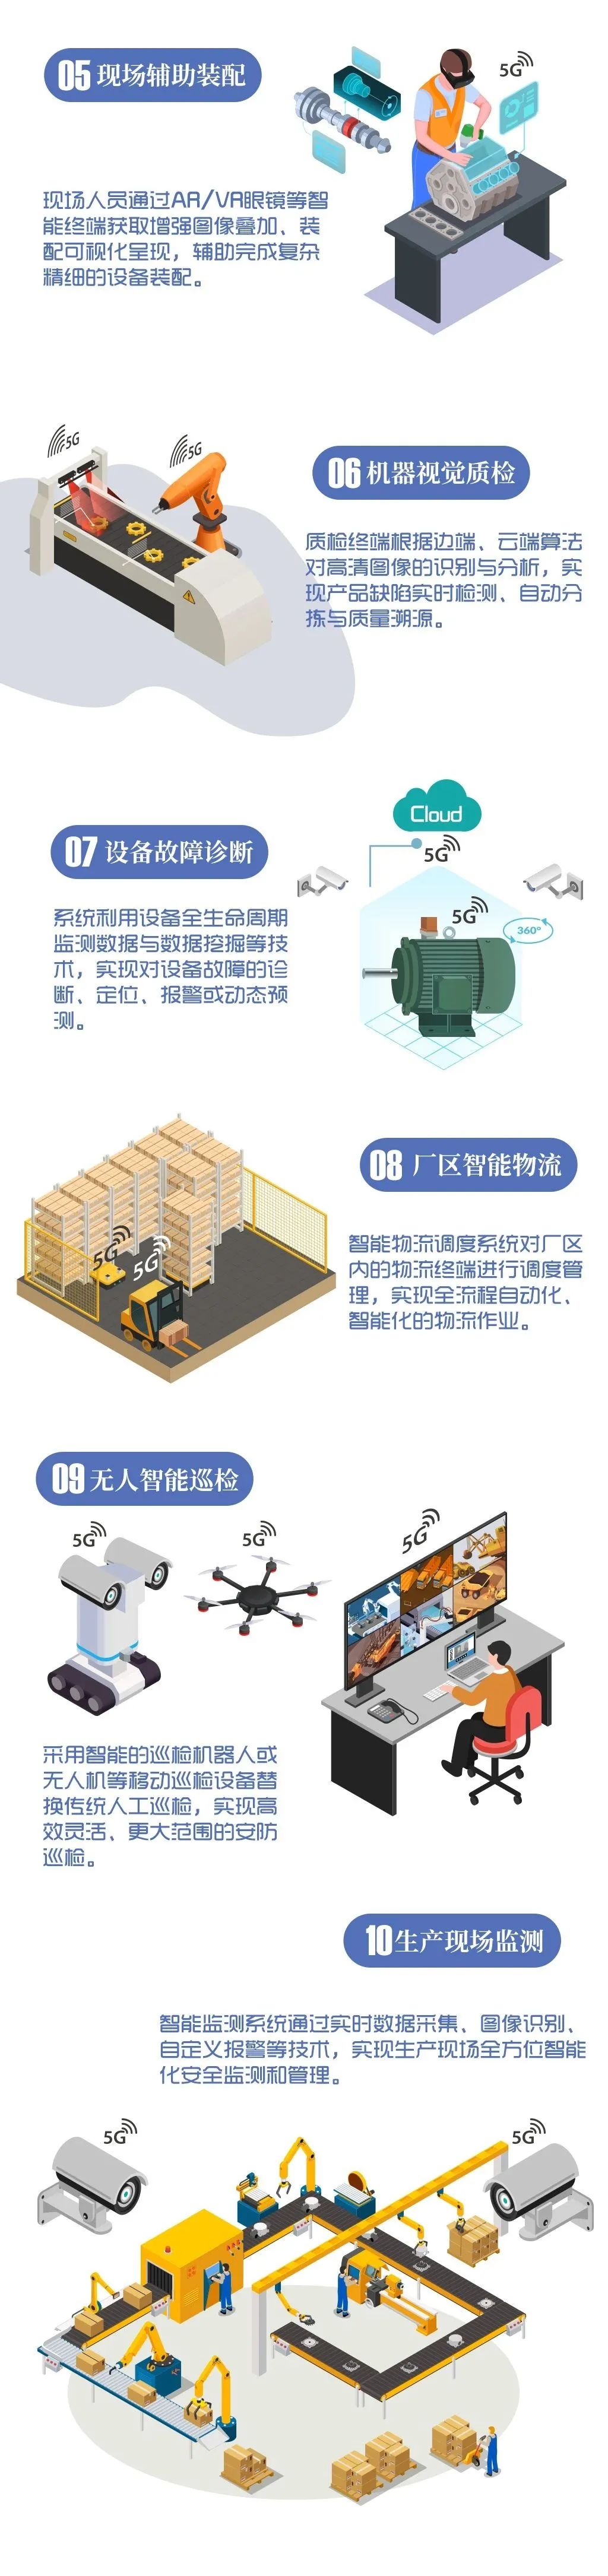 05 现场辅助装配
5G
现场人员通过AR/VR眼镜等智
能终端获取增强图像叠加、装
配可视化呈现，辅助完成复杂
精细的设备装配。
5G
5G
06 机器视觉质检
质检终端根据边端、云端算法
对高清图像的识别与分析，实
现产品缺陷实时检测、自动分
拣与质量溯源。
Cloud
5G
07 设备故障诊断
5G
360°
系统利用设备全生命周期
监测数据与数据挖掘等技
术，实现对设备故障的诊
断、定位、报警或动态预
测。
08 厂区智能物流
5G
5G
智能物流调度系统对厂区
内的物流终端进行调度管
理，实现全流程自动化、
智能化的物流作业。
09 无人智能巡检
5G
5G
5G
采用智能的巡检机器人或
无人机等移动巡检设备替
换传统人工巡检，实现高
效灵活、更大范围的安防
巡检。
10 生产现场监测
智能监测系统通过实时数据采集、图像识别、
自定义报警等技术，实现生产现场全方位智能
化安全监测和管理。
5G
5G